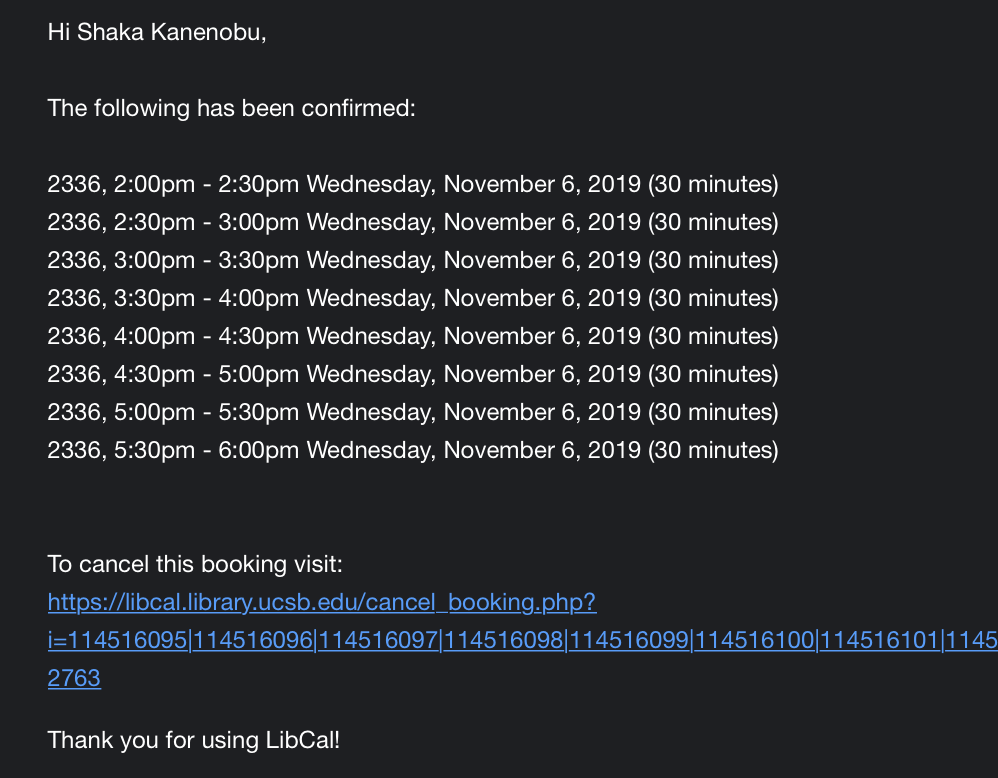 Hi Shaka Kanenobu,
The following has been confirmed:
2336, 2:00pm - 2:30pm Wednesday, November 6, 2019 (30 minutes)
2336, 2:30pm - 3:00pm Wednesday, November 6, 2019 (30 minutes)
2336, 3:00pm - 3:30pm Wednesday, November 6, 2019 (30 minutes)
2336, 3:30pm - 4:00pm Wednesday, November 6, 2019 (30 minutes)
2336, 4:00pm - 4:30pm Wednesday, November 6, 2019 (30 minutes)
2336, 4:30pm - 5:00pm Wednesday, November 6, 2019 (30 minutes)
2336, 5:00pm - 5:30pm Wednesday, November 6, 2019 (30 minutes)
2336, 5:30pm - 6:00pm Wednesday, November 6, 2019 (30 minutes)
To cancel this booking visit:
https://libcal.library.ucsb.edu/cancel_booking.php?
i=114516095|114516096|114516097|114516098|114516099|114516100|114516101|1145
2763
Thank you for using LibCal!